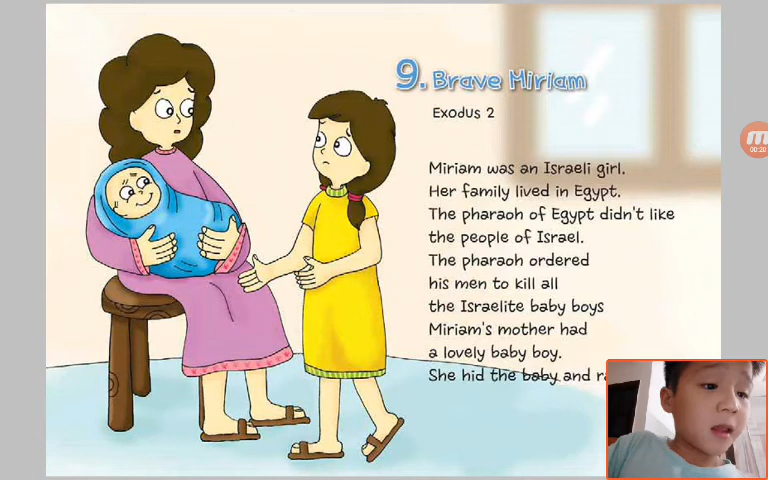 9. Brave Miriam
Exodus 2
Miriam was an Israeli girl.
Her family lived in Egypt.
The pharaoh of Egypt didn't like
the people of Israel.
The pharaoh ordered
his men to kill all
the Israelite baby boys
Miriam's mother had
a lovely baby boy.
She hid the baby and
00:20